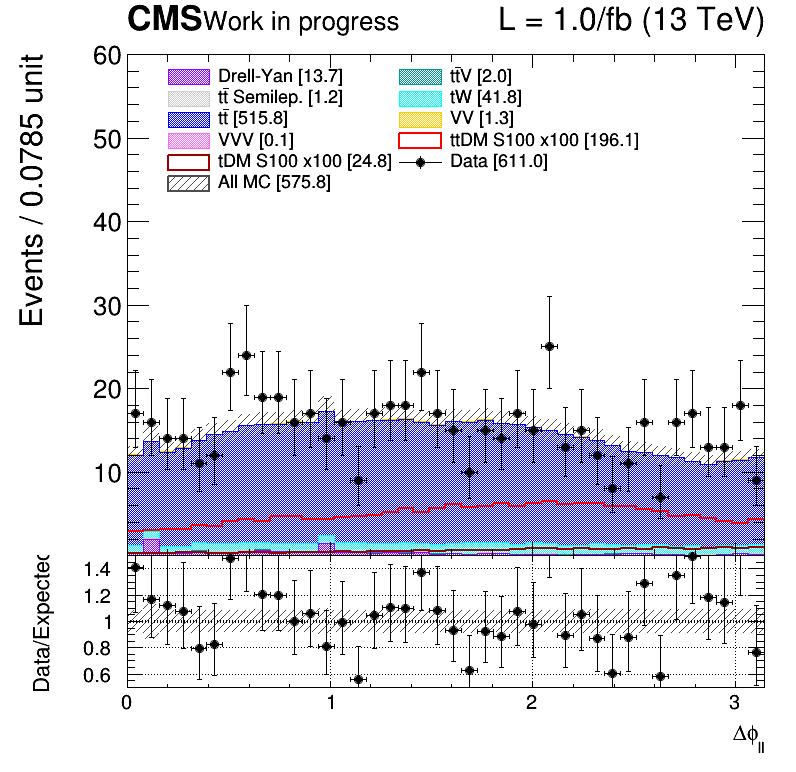 CMS Work in progress L = 1.0/fb (13 TeV)
Events / 0.0785 unit
60
50
40
30
20
10
Drell-Yan [13.7] tt̄V [2.0]
tt̄ Semilep. [1.2] tW [41.8]
tt̄ [515.8] VV [1.3]
VVV [0.1] ttDM S100 x100 [196.1]
tDM S100 x100 [24.8] Data [611.0]
All MC [575.8]
Data/Expected
1.4
1.2
1
0.8
0.6
0 1 2 3
Δϕ_ll